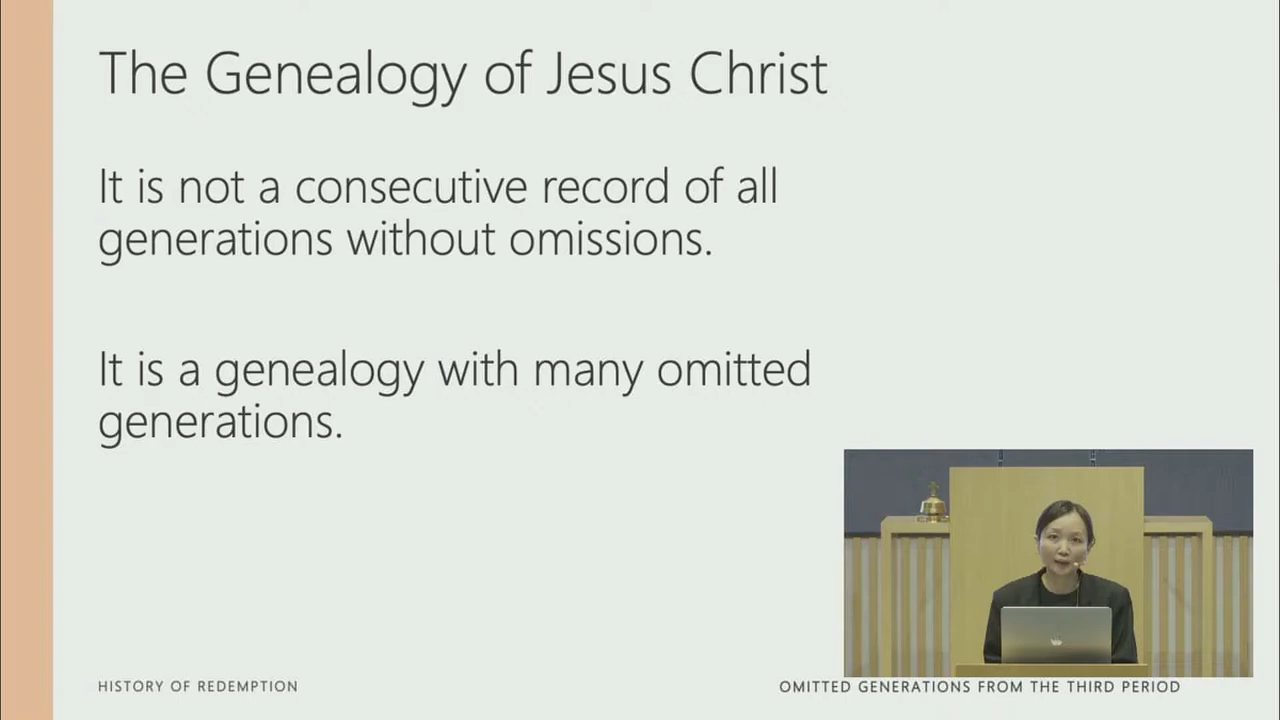 The Genealogy of Jesus Christ
It is not a consecutive record of all
generations without omissions.
It is a genealogy with many omitted
generations.
HISTORY OF REDEMPTION
OMITTED GENERATIONS FROM THE THIRD PERIOD